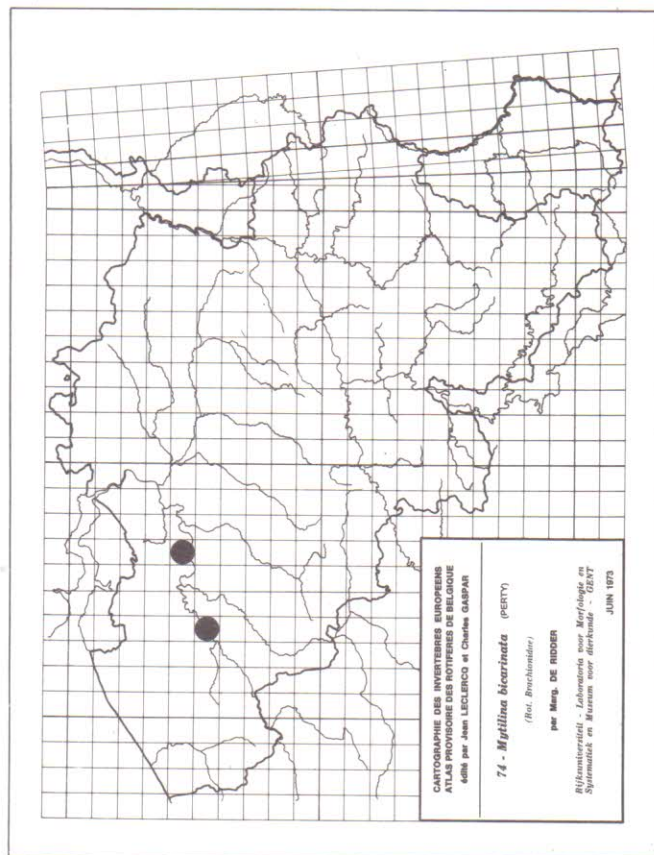 CARTOGRAPHIE DES INVERTEBRES EUROPEENS
ATLAS PROVISOIRE DES ROTIFERES DE BELGIQUE
édité par Jean LECLERCQ et Charles GASPAR
74 - Mytilina bicarinata (PERTY)
(Rot. Brachionidae)
par Marg. DE RIDDER
Rijksuniversiteit - Laboratoria voor Morfologie en
Systematiek en Museum voor dierkunde - GENT
JUIN 1973